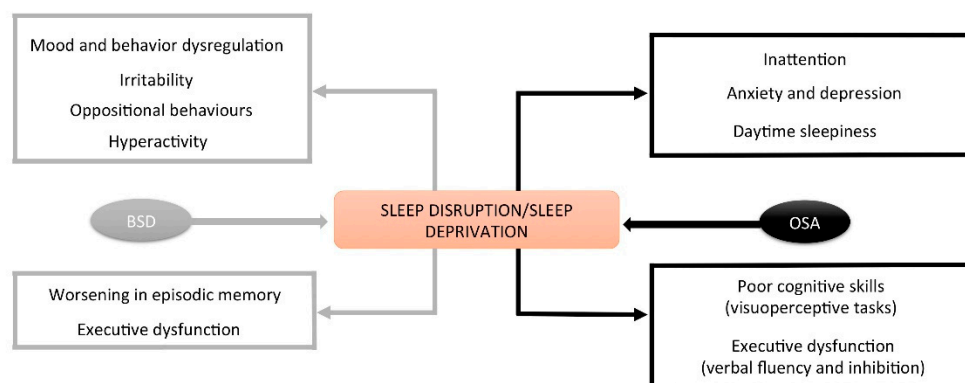 Mood and behavior dysregulation
Irritability
Oppositional behaviours
Hyperactivity
Inattention
Anxiety and depression
Daytime sleepiness
BSD
SLEEP DISRUPTION/SLEEP
DEPRIVATION
OSA
Worsening in episodic memory
Executive dysfunction
Poor cognitive skills
(visuoperceptive tasks)
Executive dysfunction
(verbal fluency and inhibition)